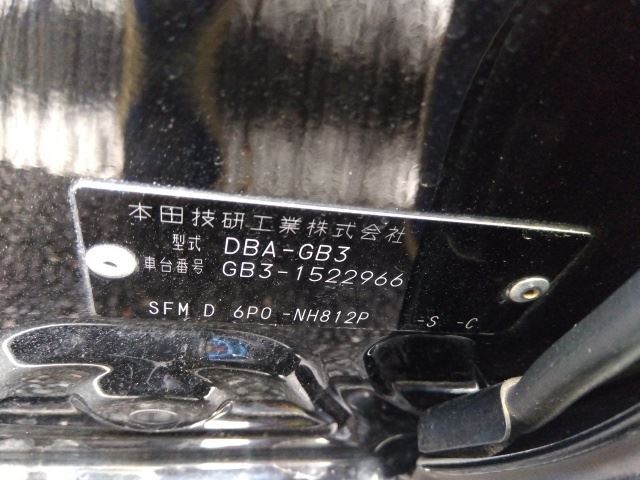 本田技研工業株式会社
型式 DBA-GB3
車台番号 GB3-1522966
SFM D 6P0 -NH812P -S -C